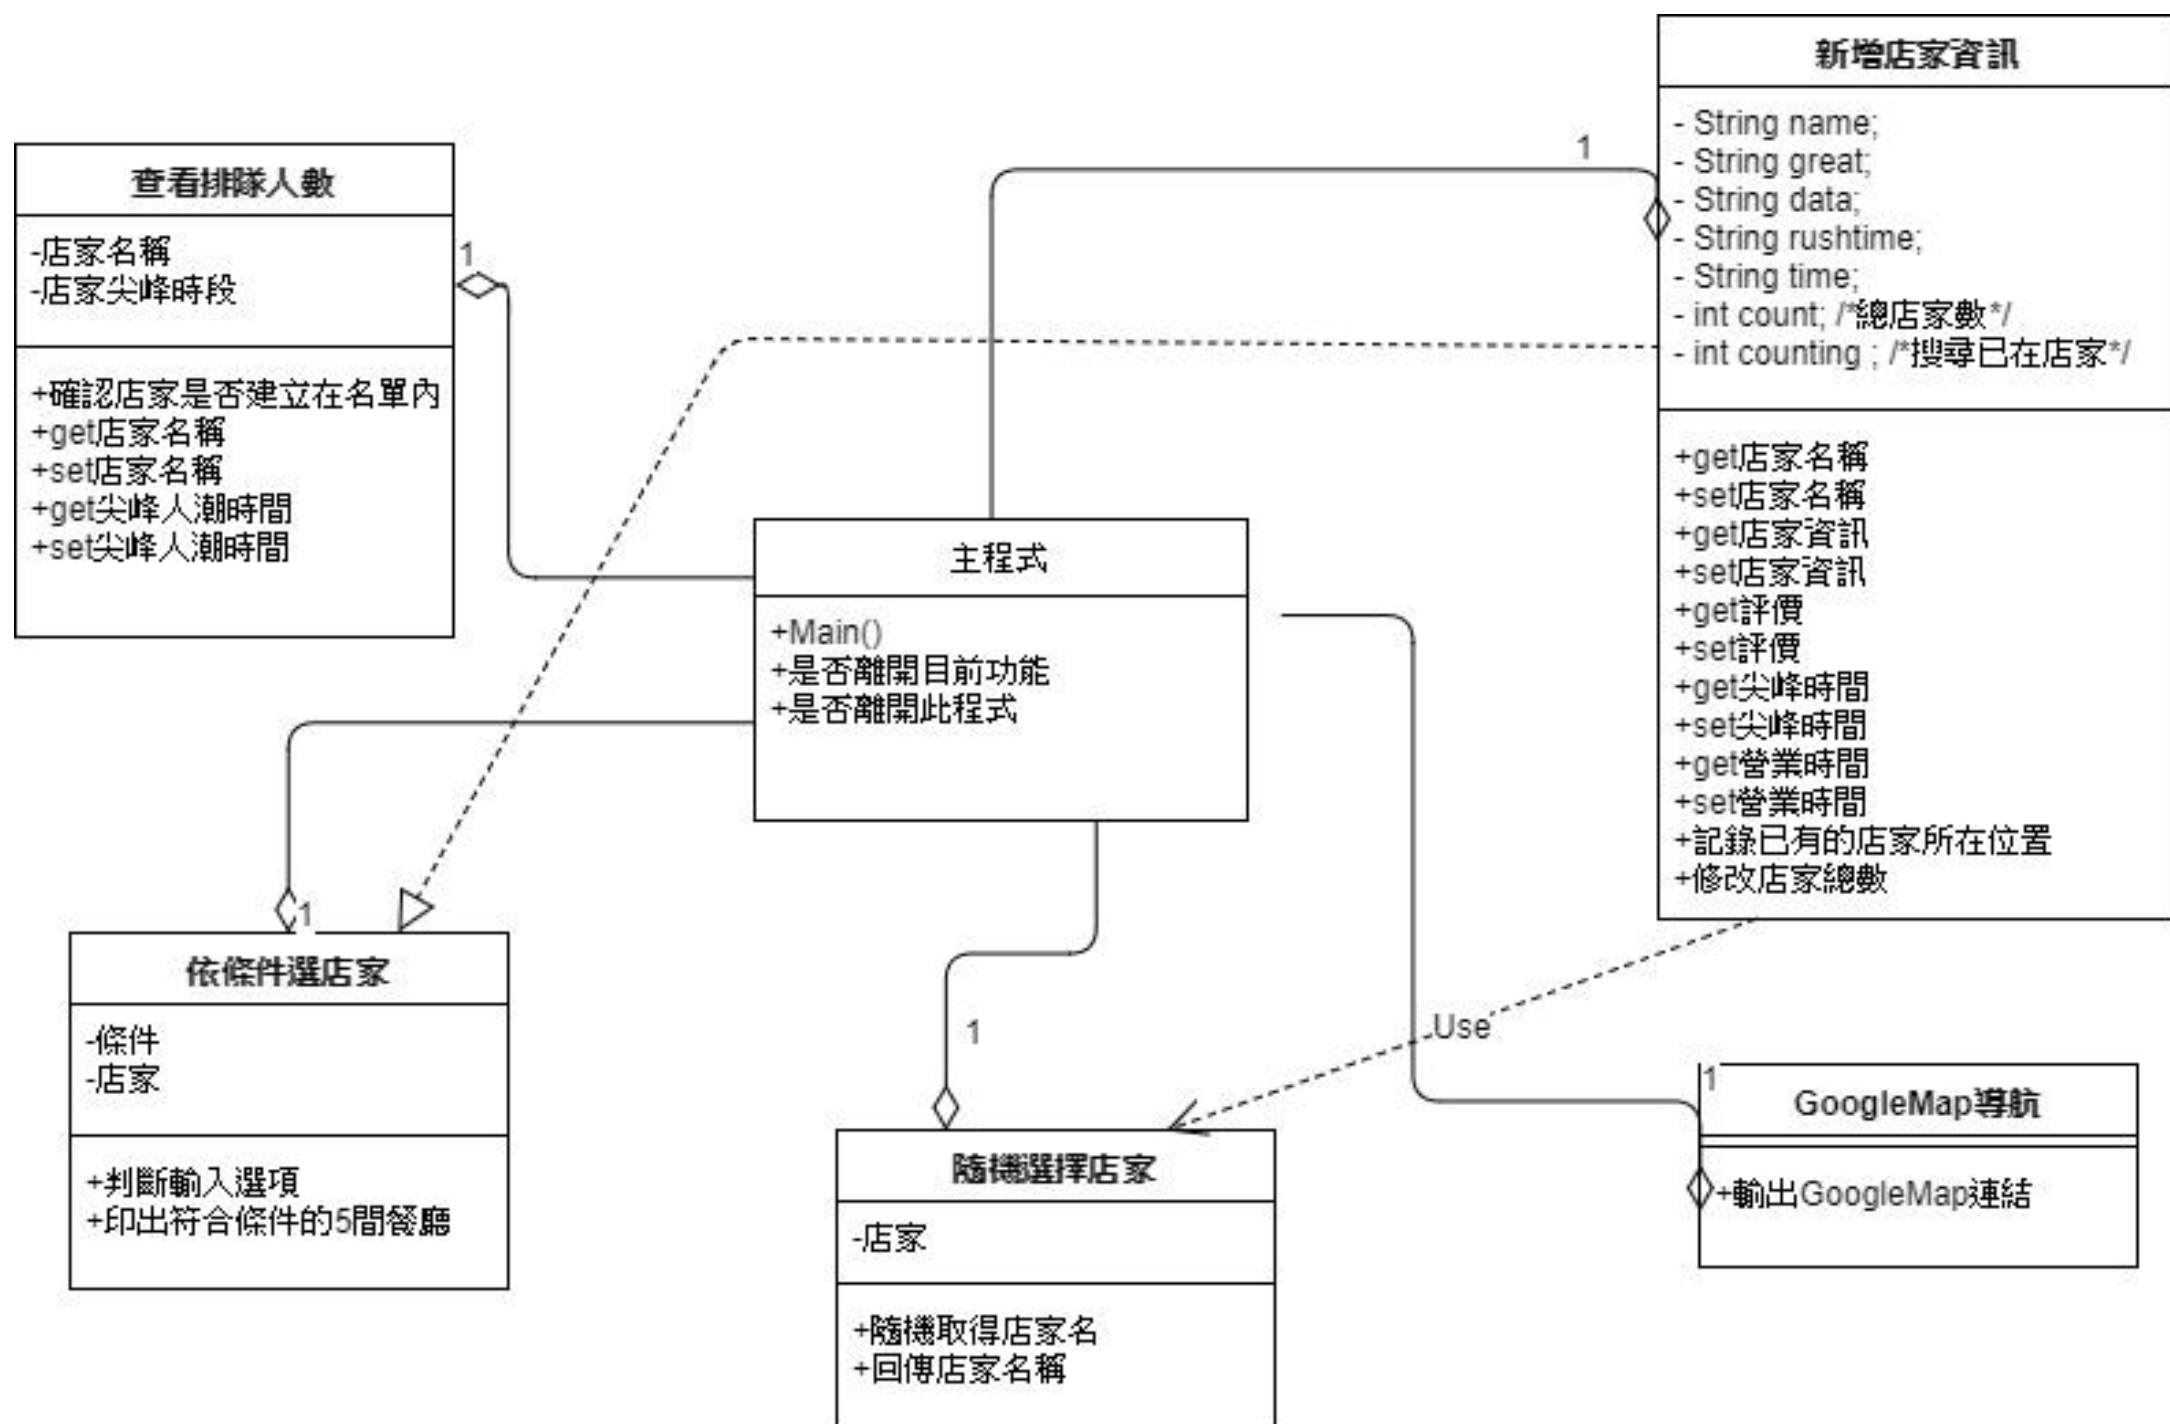 新增店家資訊
- String name;
- String great;
- String data;
- String rushtime;
- String time;
- int count; /*總店家數*/
- int counting ; /*搜尋已在店家*/
+get店家名稱
+set店家名稱
+get店家資訊
+set店家資訊
+get評價
+set評價
+get尖峰時間
+set尖峰時間
+get營業時間
+set營業時間
+記錄已有的店家所在位置
+修改店家總數
1
查看排隊人數
-店家名稱
-店家尖峰時段
+確認店家是否建立在名單內
+get店家名稱
+set店家名稱
+get尖峰人潮時間
+set尖峰人潮時間
1
主程式
+Main()
+是否離開目前功能
+是否離開此程式
1
依條件選店家
-條件
-店家
+判斷輸入選項
+印出符合條件的5間餐廳
1
Use
隨機選擇店家
-店家
+隨機取得店家名
+回傳店家名稱
1
GoogleMap導航
+輸出GoogleMap連結